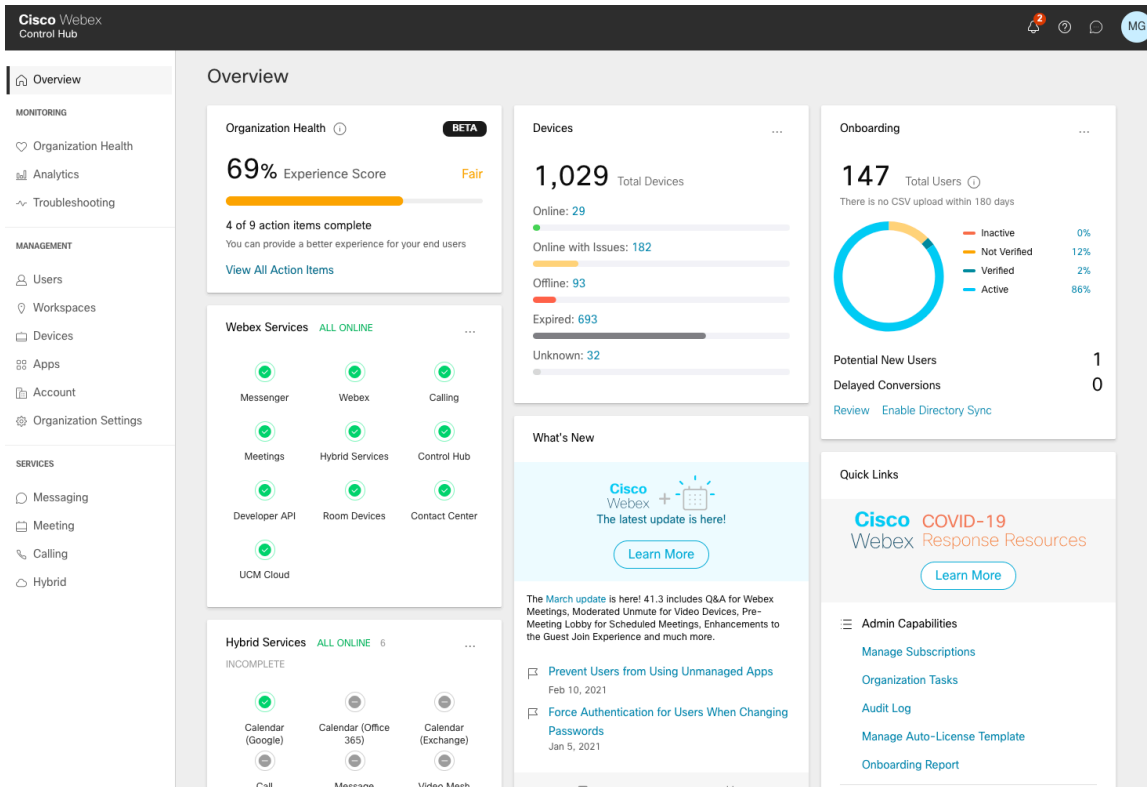 Cisco Webex
Control Hub
2
MG
Overview
MONITORING
Organization Health
Analytics
Troubleshooting
MANAGEMENT
Users
Workspaces
Devices
Apps
Account
Organization Settings
SERVICES
Messaging
Meeting
Calling
Hybrid
Overview
Organization Health
BETA
69% Experience Score
Fair
4 of 9 action items complete
You can provide a better experience for your end users
View All Action Items
Webex Services ALL ONLINE
...
Messenger Webex Calling
Meetings Hybrid Services Control Hub
Developer API Room Devices Contact Center
UCM Cloud
Hybrid Services ALL ONLINE 6
...
INCOMPLETE
Calendar (Google)
Calendar (Office 365)
Calendar (Exchange)
Call Message Video Mesh
Devices
...
1,029 Total Devices
Online: 29
Online with Issues: 182
Offline: 93
Expired: 693
Unknown: 32
What's New
Cisco
Webex +
The latest update is here!
Learn More
The March update is here! 41.3 includes Q&A for Webex
Meetings, Moderated Unmute for Video Devices, Pre-
Meeting Lobby for Scheduled Meetings, Enhancements to
the Guest Join Experience and much more.
Prevent Users from Using Unmanaged Apps
Feb 10, 2021
Force Authentication for Users When Changing
Passwords
Jan 5, 2021
Onboarding
...
147 Total Users
There is no CSV upload within 180 days
Inactive 0%
Not Verified 12%
Verified 2%
Active 86%
Potential New Users 1
Delayed Conversions 0
Review Enable Directory Sync
Quick Links
Cisco COVID-19
Webex Response Resources
Learn More
Admin Capabilities
Manage Subscriptions
Organization Tasks
Audit Log
Manage Auto-License Template
Onboarding Report